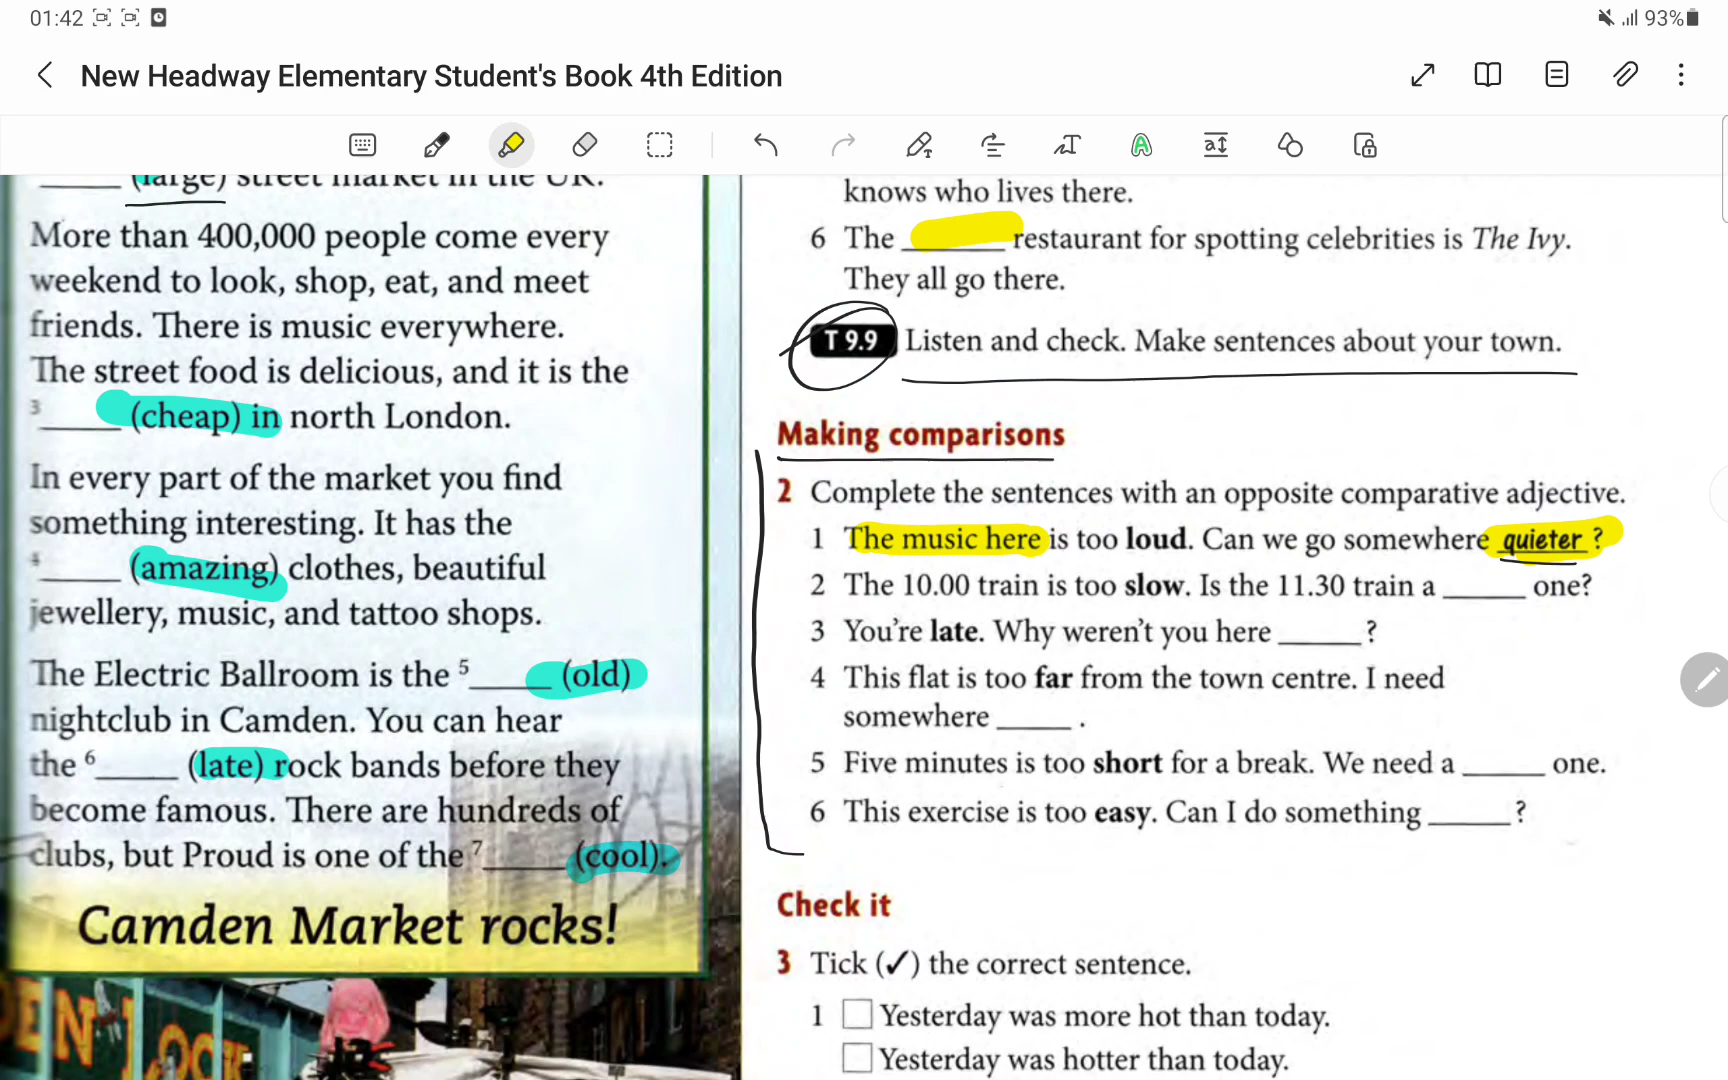 01:42
93%
New Headway Elementary Student's Book 4th Edition
____ (large) street market in the UK.
More than 400,000 people come every
weekend to look, shop, eat, and meet
friends. There is music everywhere.
The street food is delicious, and it is the
3 ____ (cheap) in north London.
In every part of the market you find
something interesting. It has the
4 ____ (amazing) clothes, beautiful
jewellery, music, and tattoo shops.
The Electric Ballroom is the 5 ____ (old)
nightclub in Camden. You can hear
the 6 ____ (late) rock bands before they
become famous. There are hundreds of
clubs, but Proud is one of the 7 ____ (cool).
Camden Market rocks!
knows who lives there.
6 The ____ restaurant for spotting celebrities is The Ivy.
They all go there.
T 9.9 Listen and check. Make sentences about your town.
Making comparisons
2 Complete the sentences with an opposite comparative adjective.
1 The music here is too loud. Can we go somewhere quieter ?
2 The 10.00 train is too slow. Is the 11.30 train a ____ one?
3 You're late. Why weren't you here ____ ?
4 This flat is too far from the town centre. I need
somewhere ____ .
5 Five minutes is too short for a break. We need a ____ one.
6 This exercise is too easy. Can I do something ____ ?
Check it
3 Tick (✓) the correct sentence.
1 ☐ Yesterday was more hot than today.
☐ Yesterday was hotter than today.